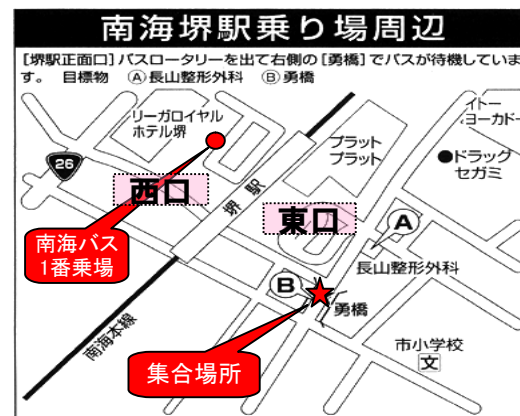 南海堺駅乗り場周辺
[堺駅正面口]バスロータリーを出て右側の[勇橋]でバスが待機していま
す。 目標物 Ⓐ長山整形外科 Ⓑ勇橋
リーガロイヤル
ホテル堺
プラット
プラット
イトー
ヨーカドー
ドラッグ
セガミ
26
西口
堺駅
東口
A
南海バス
1番乗場
長山整形外科
B
勇橋
南海本線
集合場所
市小学校
文